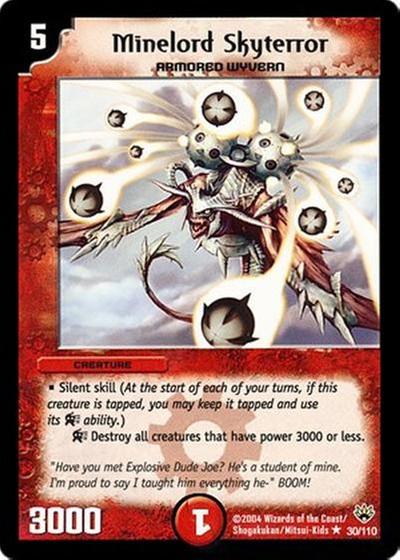 5
Minelord Skyterror
ARMORED WYVERN
CREATURE
▪ Silent skill (At the start of each of your turns, if this
creature is tapped, you may keep it tapped and use
its ability.)
Destroy all creatures that have power 3000 or less.
"Have you met Explosive Dude Joe? He's a student of mine.
I'm proud to say I taught him everything he-" BOOM!
3000
1
©2004 Wizards of the Coast/
Shogakukan/Mitsui-Kids ★ 30/110